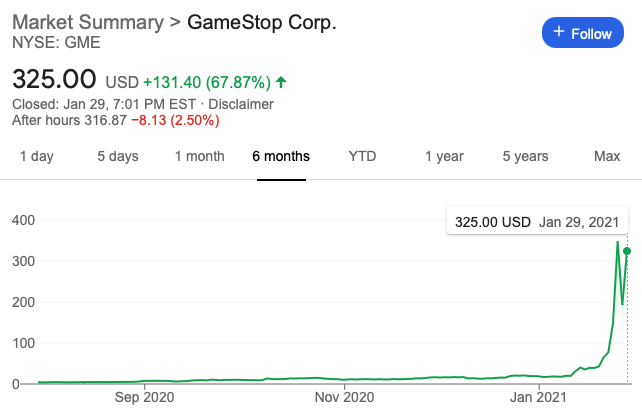 Market Summary > GameStop Corp.
NYSE: GME
+ Follow
325.00 USD +131.40 (67.87%) ↑
Closed: Jan 29, 7:01 PM EST · Disclaimer
After hours 316.87 −8.13 (2.50%)
1 day 5 days 1 month 6 months YTD 1 year 5 years Max
325.00 USD Jan 29, 2021
400
300
200
100
0
Sep 2020 Nov 2020 Jan 2021